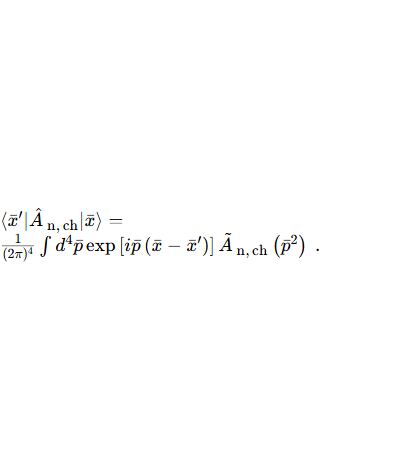 ⟨x̄′|Â n, ch|x̄⟩ =
1/(2π)⁴ ∫ d⁴p̄ exp [ip̄ (x̄ − x̄′)] Ã n, ch (p̄²) .